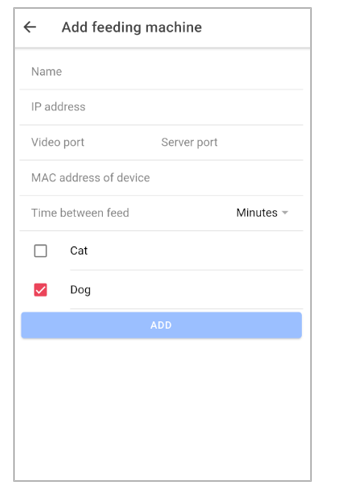 Add feeding machine
Name
IP address
Video port Server port
MAC address of device
Time between feed Minutes
Cat
Dog
ADD